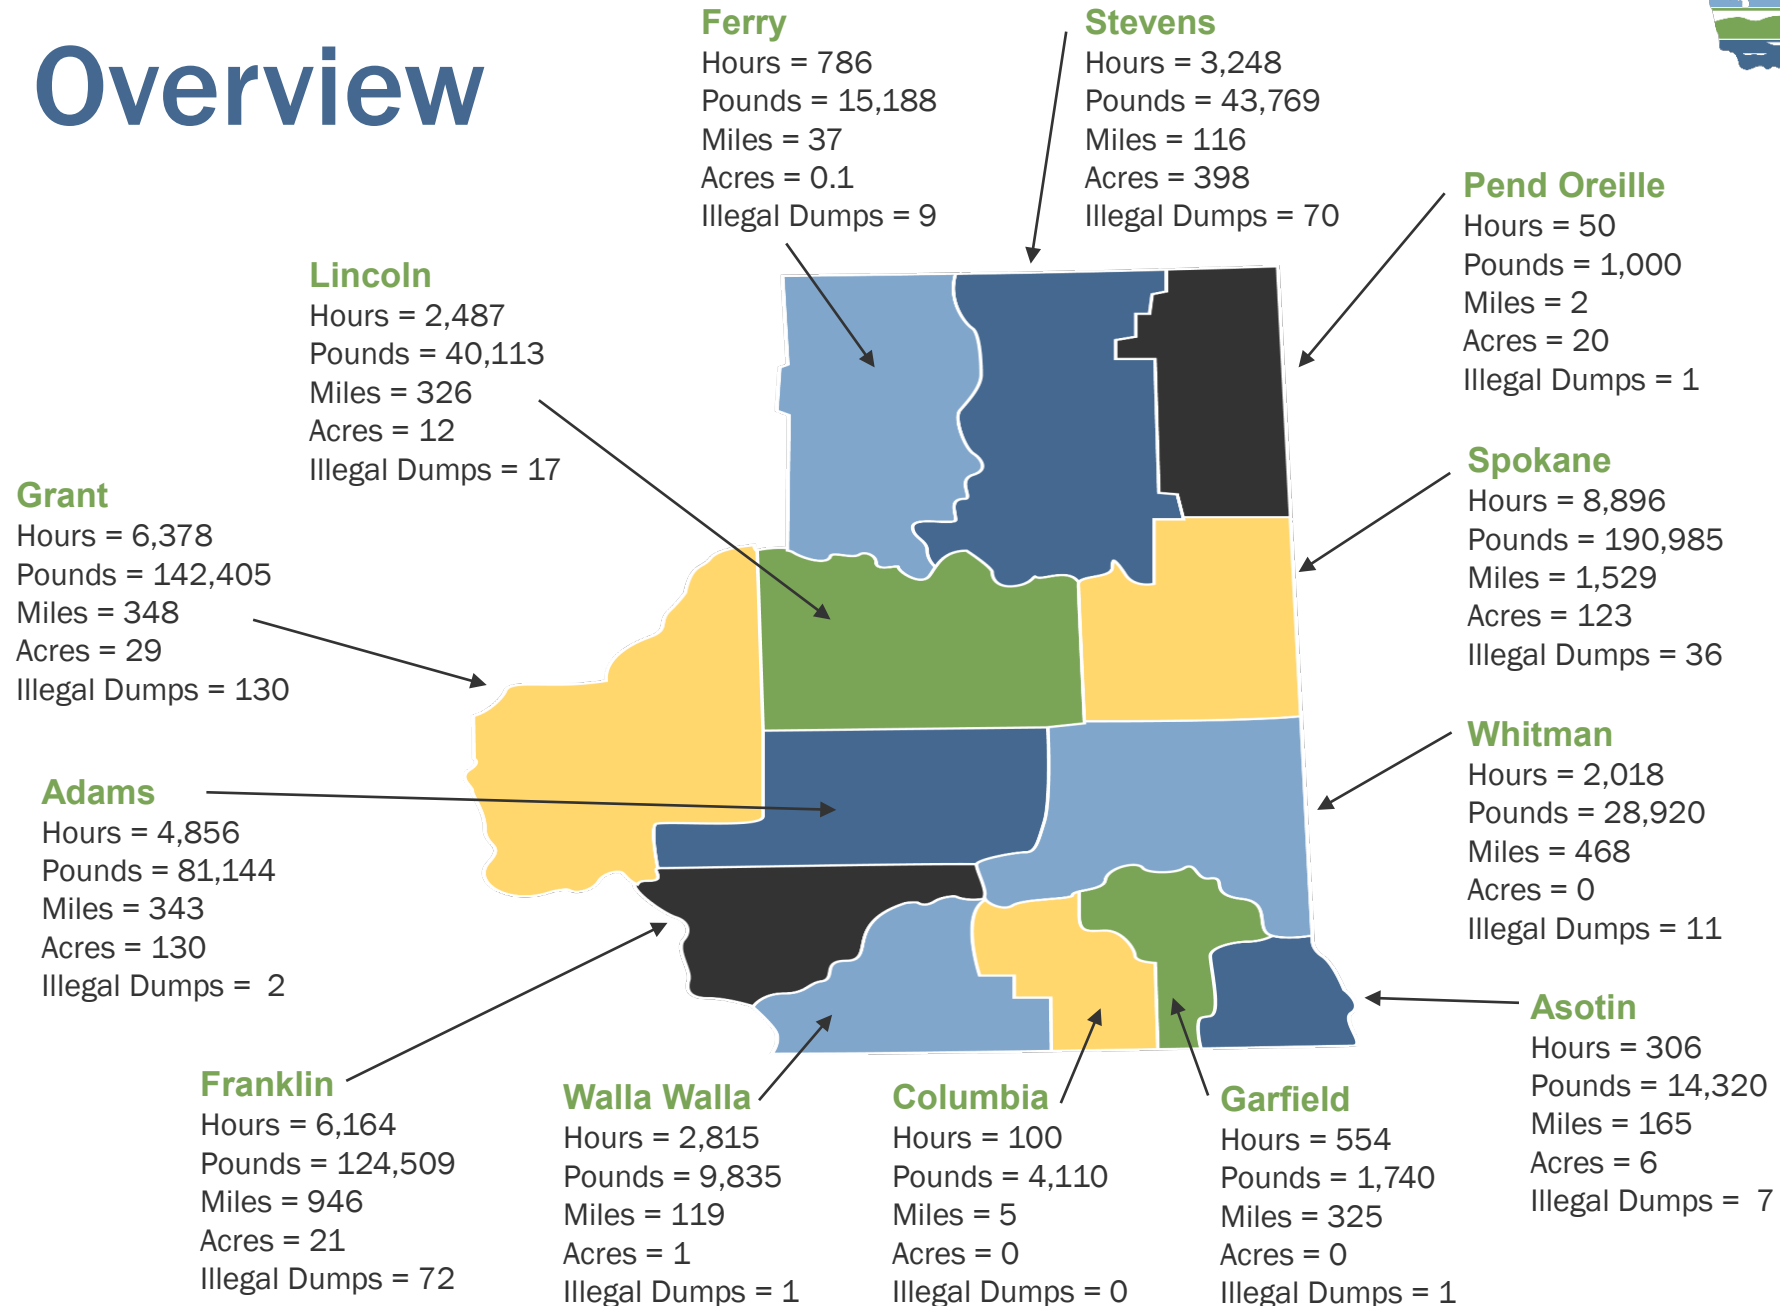 Overview
Ferry
Hours = 786
Pounds = 15,188
Miles = 37
Acres = 0.1
Illegal Dumps = 9
Stevens
Hours = 3,248
Pounds = 43,769
Miles = 116
Acres = 398
Illegal Dumps = 70
Pend Oreille
Hours = 50
Pounds = 1,000
Miles = 2
Acres = 20
Illegal Dumps = 1
Lincoln
Hours = 2,487
Pounds = 40,113
Miles = 326
Acres = 12
Illegal Dumps = 17
Spokane
Hours = 8,896
Pounds = 190,985
Miles = 1,529
Acres = 123
Illegal Dumps = 36
Grant
Hours = 6,378
Pounds = 142,405
Miles = 348
Acres = 29
Illegal Dumps = 130
Whitman
Hours = 2,018
Pounds = 28,920
Miles = 468
Acres = 0
Illegal Dumps = 11
Adams
Hours = 4,856
Pounds = 81,144
Miles = 343
Acres = 130
Illegal Dumps =  2
Asotin
Hours = 306
Pounds = 14,320
Miles = 165
Acres = 6
Illegal Dumps =  7
Franklin
Hours = 6,164
Pounds = 124,509
Miles = 946
Acres = 21
Illegal Dumps = 72
Walla Walla
Hours = 2,815
Pounds = 9,835
Miles = 119
Acres = 1
Illegal Dumps = 1
Columbia
Hours = 100
Pounds = 4,110
Miles = 5
Acres = 0
Illegal Dumps = 0
Garfield
Hours = 554
Pounds = 1,740
Miles = 325
Acres = 0
Illegal Dumps = 1